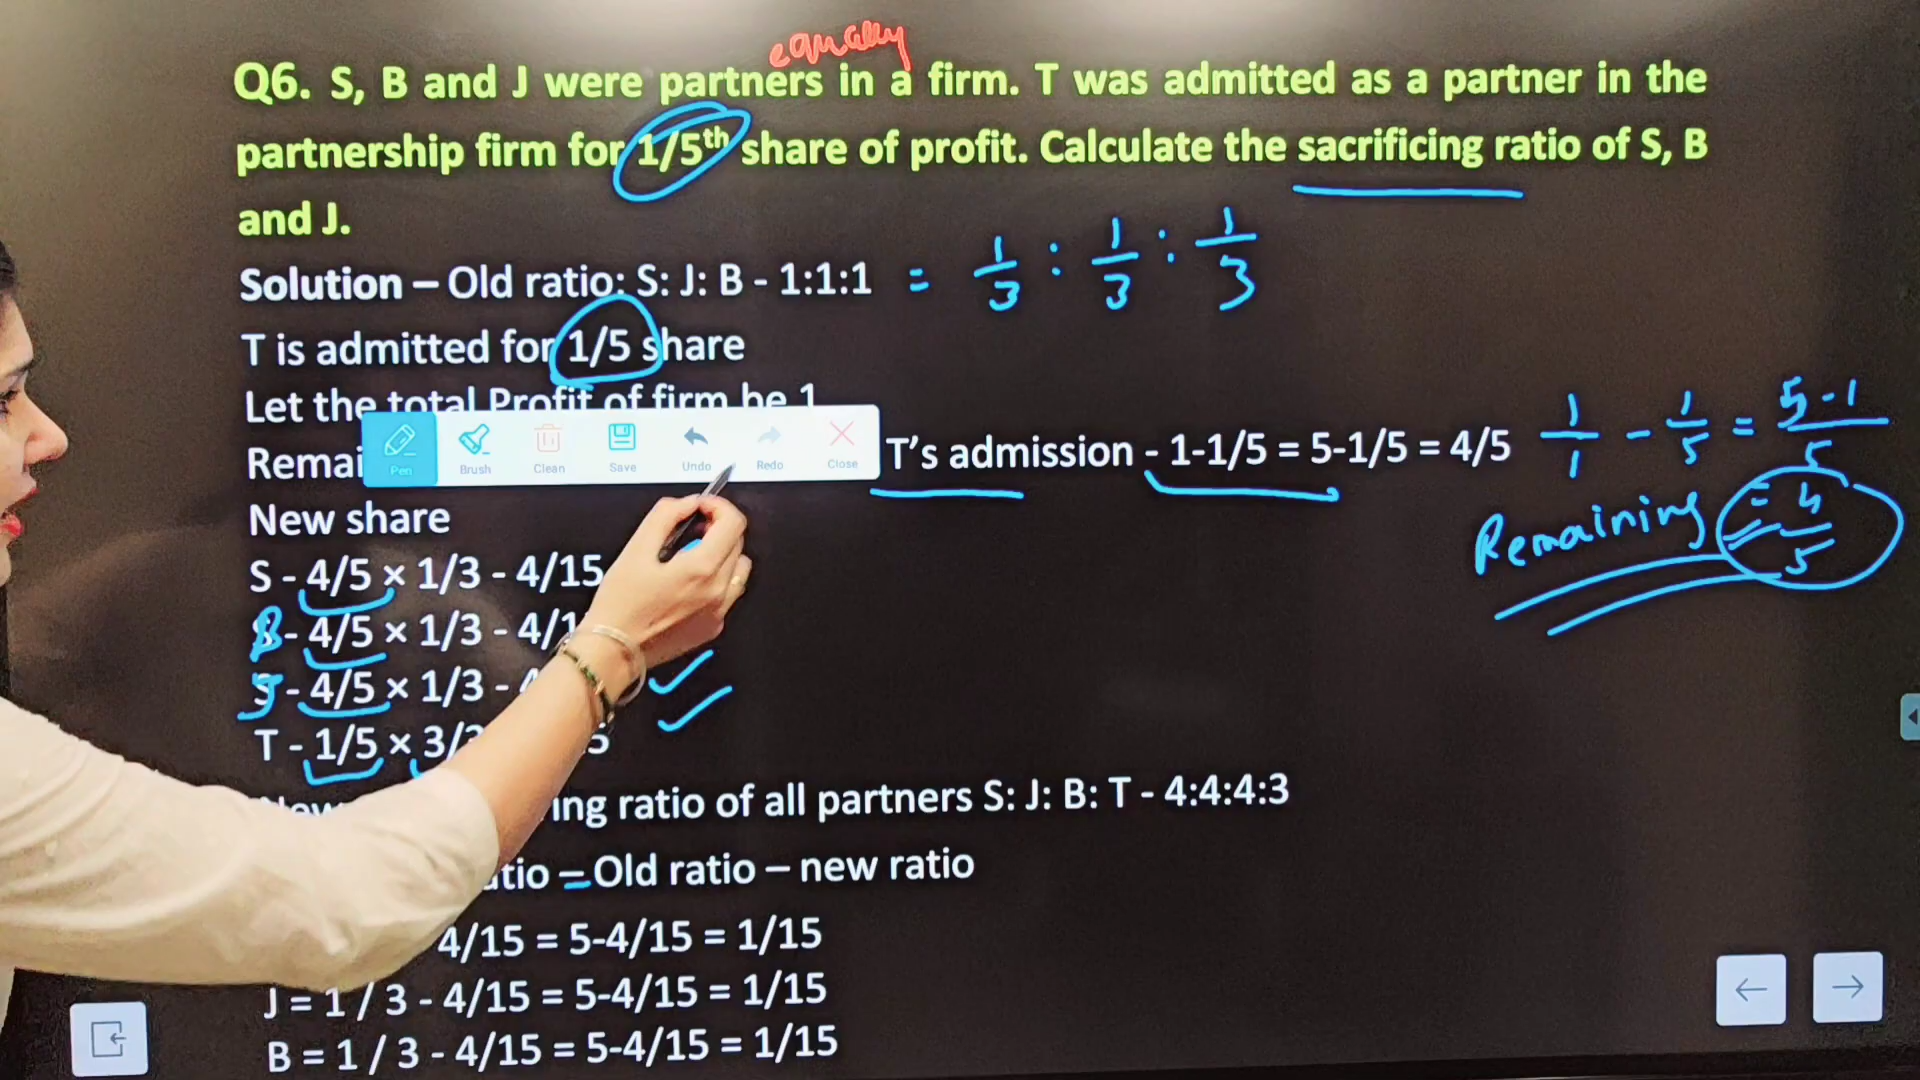 equally
Q6. S, B and J were partners in a firm. T was admitted as a partner in the
partnership firm for 1/5th share of profit. Calculate the sacrificing ratio of S, B
and J.
Solution – Old ratio: S: J: B - 1:1:1 = 1/3 : 1/3 : 1/3
T is admitted for 1/5 share
Let the total Profit of firm be 1
T's admission - 1-1/5 = 5-1/5 = 4/5 1/1 - 1/5 = 5-1/5
Pen Brush Clean Save Undo Redo Close
Remaining = 4/5
New share
S - 4/5 × 1/3 - 4/15
B - 4/5 × 1/3 -
J - 4/5 × 1/3 -
T - 1/5 ×
ratio of all partners S: J: B: T - 4:4:4:3
– Old ratio – new ratio
4/15 = 5-4/15 = 1/15
J = 1 / 3 - 4/15 = 5-4/15 = 1/15
B = 1 / 3 - 4/15 = 5-4/15 = 1/15